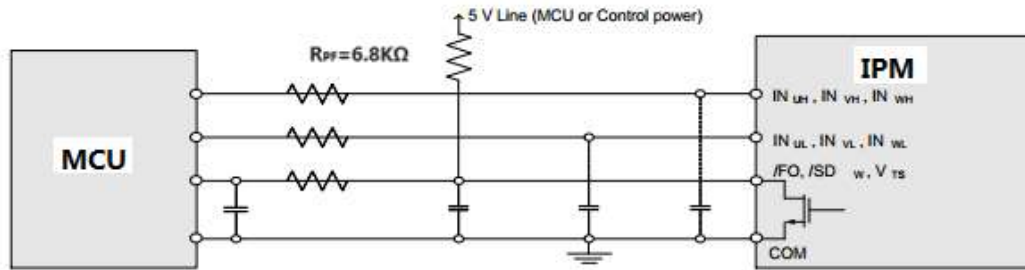 5 V Line (MCU or Control power)
RPF=6.8KΩ
IPM
IN UH , IN VH , IN WH
MCU
IN UL , IN VL , IN WL
/FO, /SD W, V TS
COM